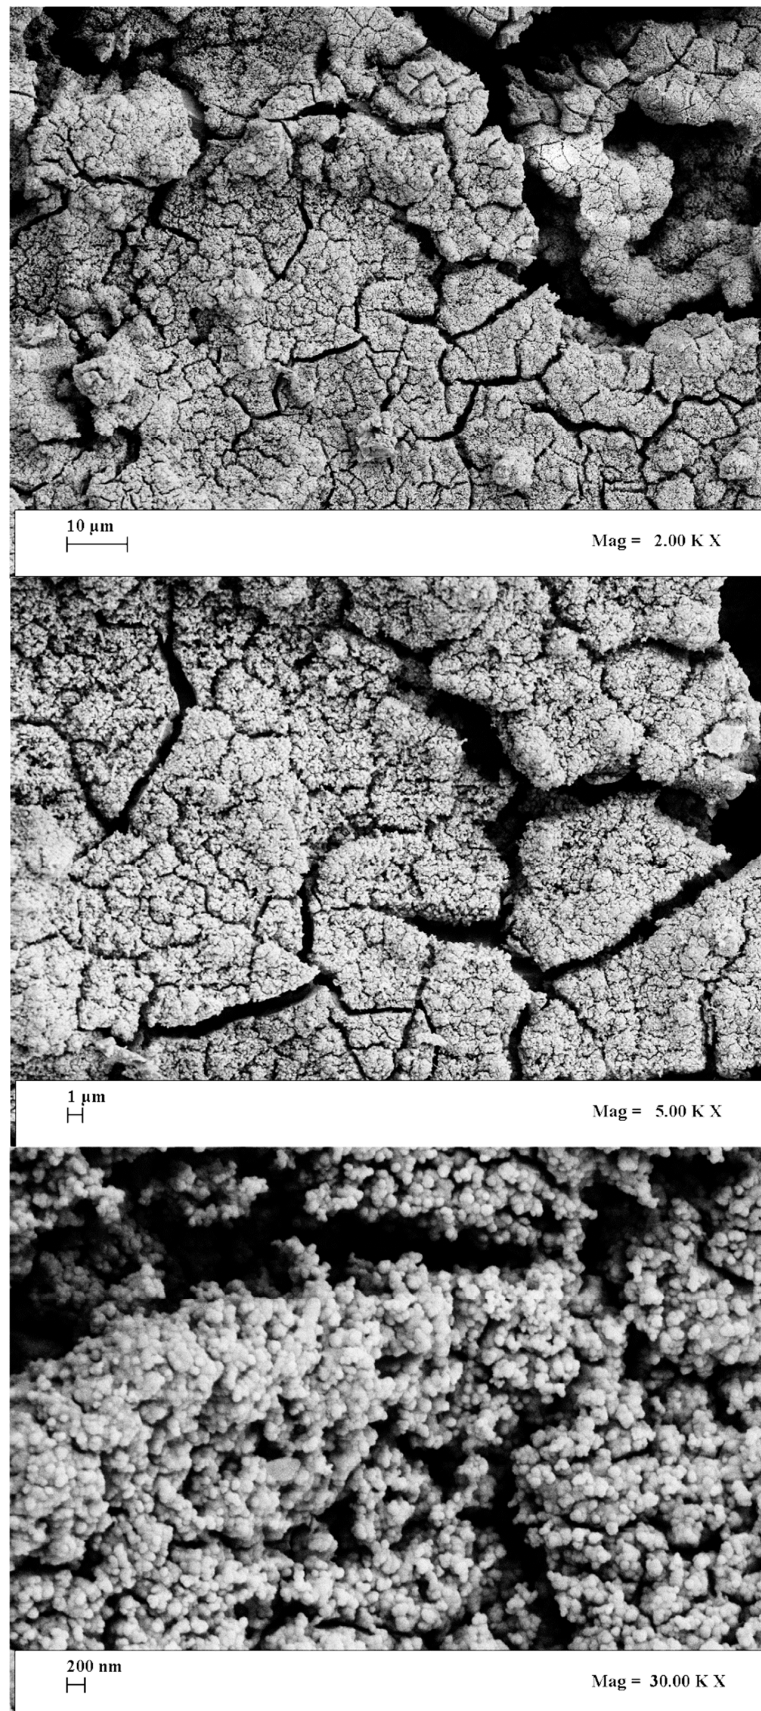 10 µm
Mag = 2.00 K X
1 µm
Mag = 5.00 K X
200 nm
Mag = 30.00 K X